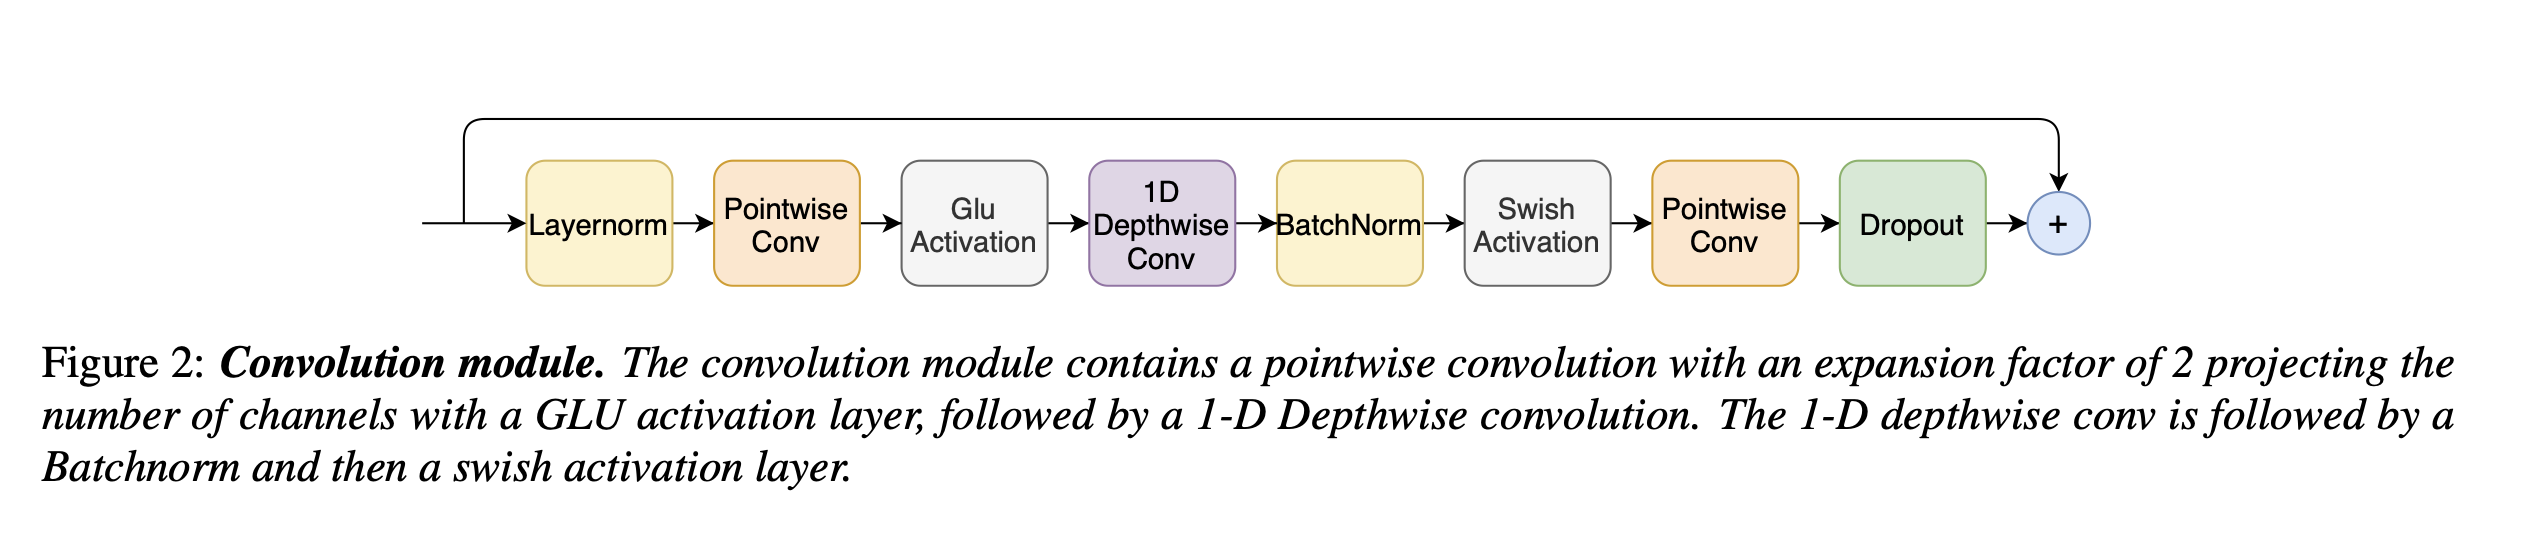 Layernorm
Pointwise
Conv
Glu
Activation
1D
Depthwise
Conv
BatchNorm
Swish
Activation
Pointwise
Conv
Dropout
+
Figure 2: Convolution module. The convolution module contains a pointwise convolution with an expansion factor of 2 projecting the
number of channels with a GLU activation layer, followed by a 1-D Depthwise convolution. The 1-D depthwise conv is followed by a
Batchnorm and then a swish activation layer.